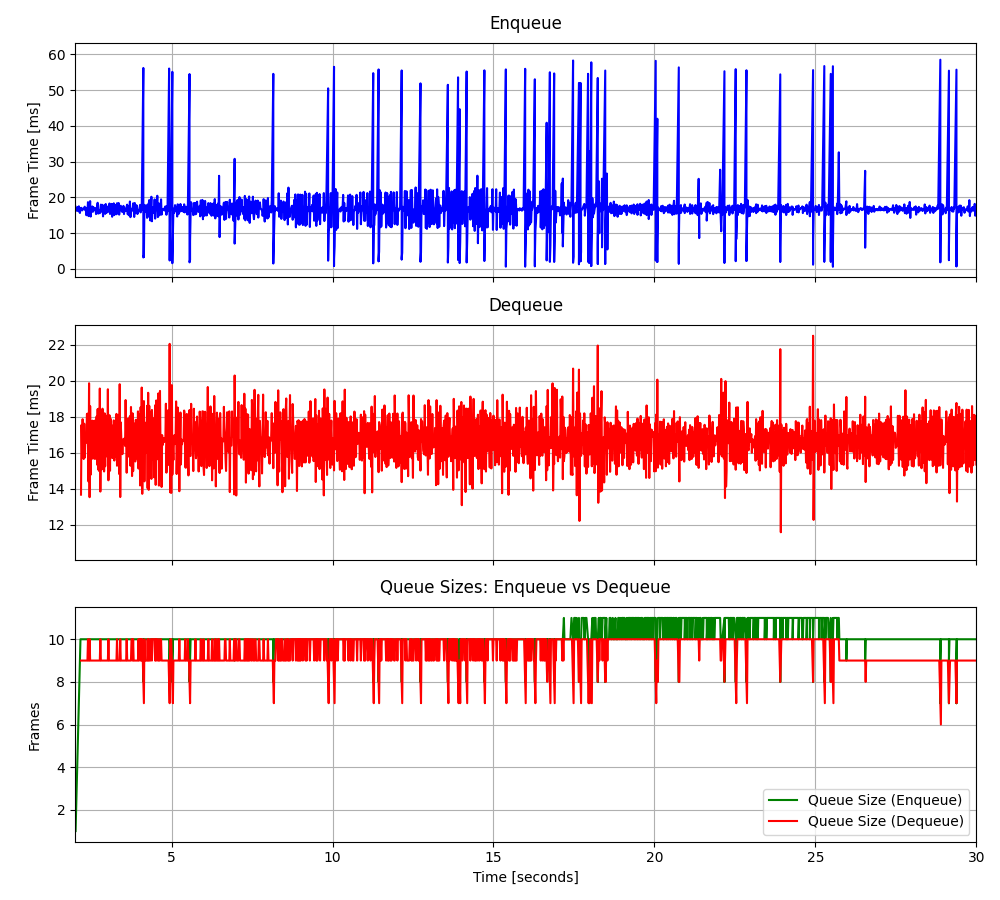 Enqueue
Frame Time [ms]
60
50
40
30
20
10
0
Dequeue
Frame Time [ms]
22
20
18
16
14
12
Queue Sizes: Enqueue vs Dequeue
Frames
10
8
6
4
2
Queue Size (Enqueue)
Queue Size (Dequeue)
5
10
15
20
25
30
Time [seconds]